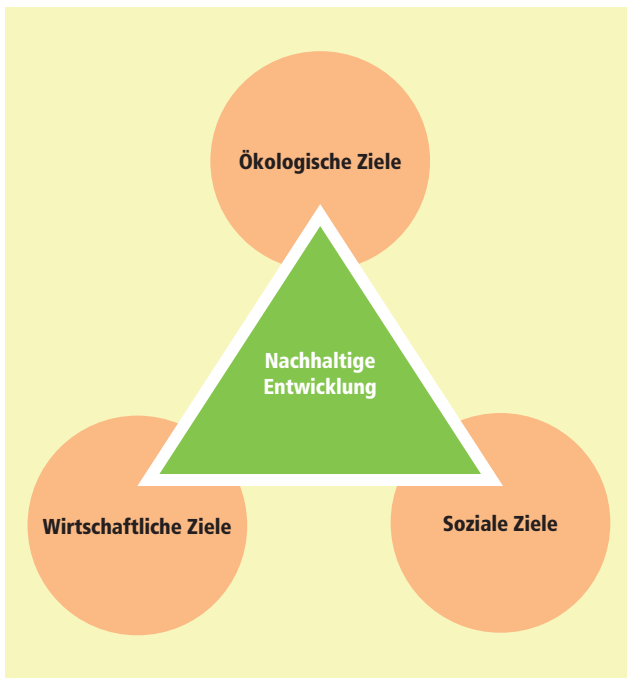 Ökologische Ziele
Nachhaltige
Entwicklung
Wirtschaftliche Ziele
Soziale Ziele